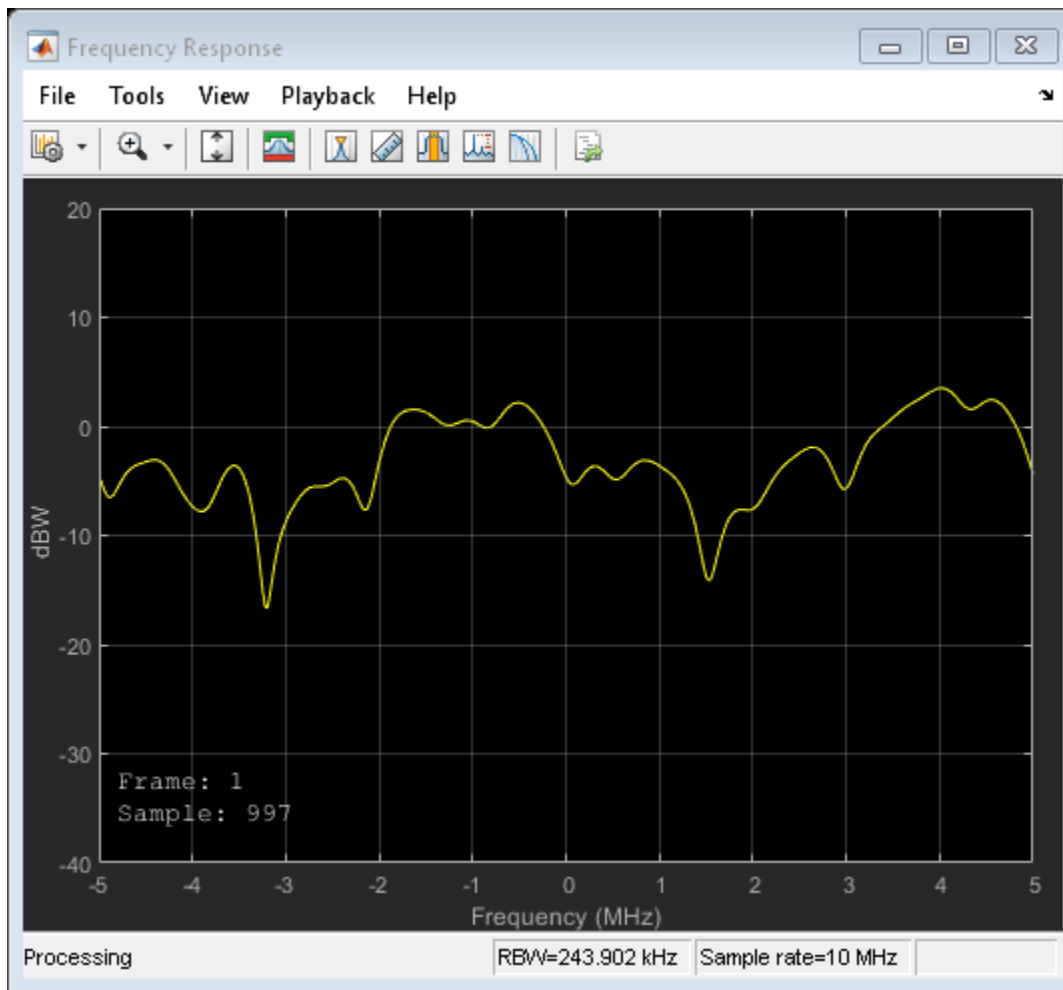 Frequency Response
File Tools View Playback Help
20
10
0
-10
-20
-30
-40
dBW
Frame: 1
Sample: 997
-5 -4 -3 -2 -1 0 1 2 3 4 5
Frequency (MHz)
Processing RBW=243.902 kHz Sample rate=10 MHz